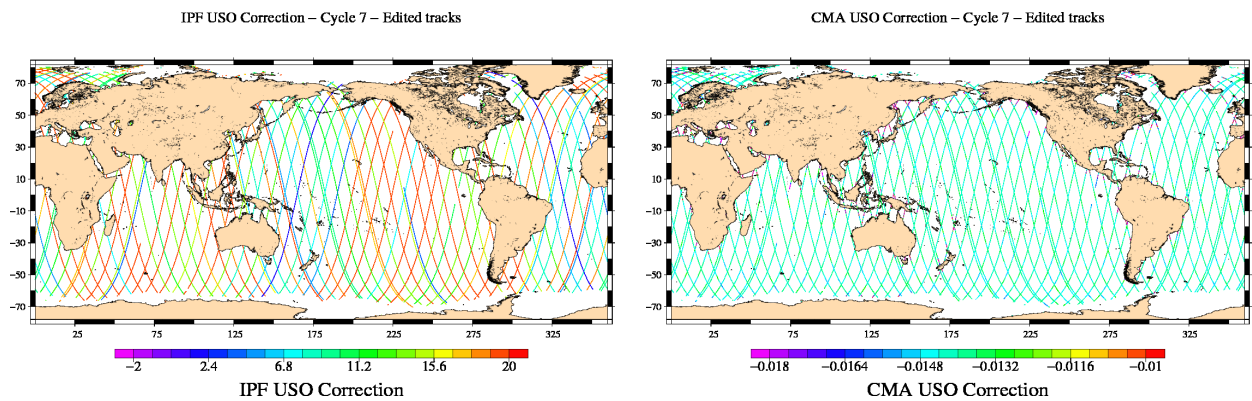 IPF USO Correction – Cycle 7 – Edited tracks
70
50
30
10
−10
−30
−50
−70
25 75 125 175 225 275 325
−2 2.4 6.8 11.2 15.6 20
IPF USO Correction
CMA USO Correction – Cycle 7 – Edited tracks
70
50
30
10
−10
−30
−50
−70
25 75 125 175 225 275 325
−0.018 −0.0164 −0.0148 −0.0132 −0.0116 −0.01
CMA USO Correction